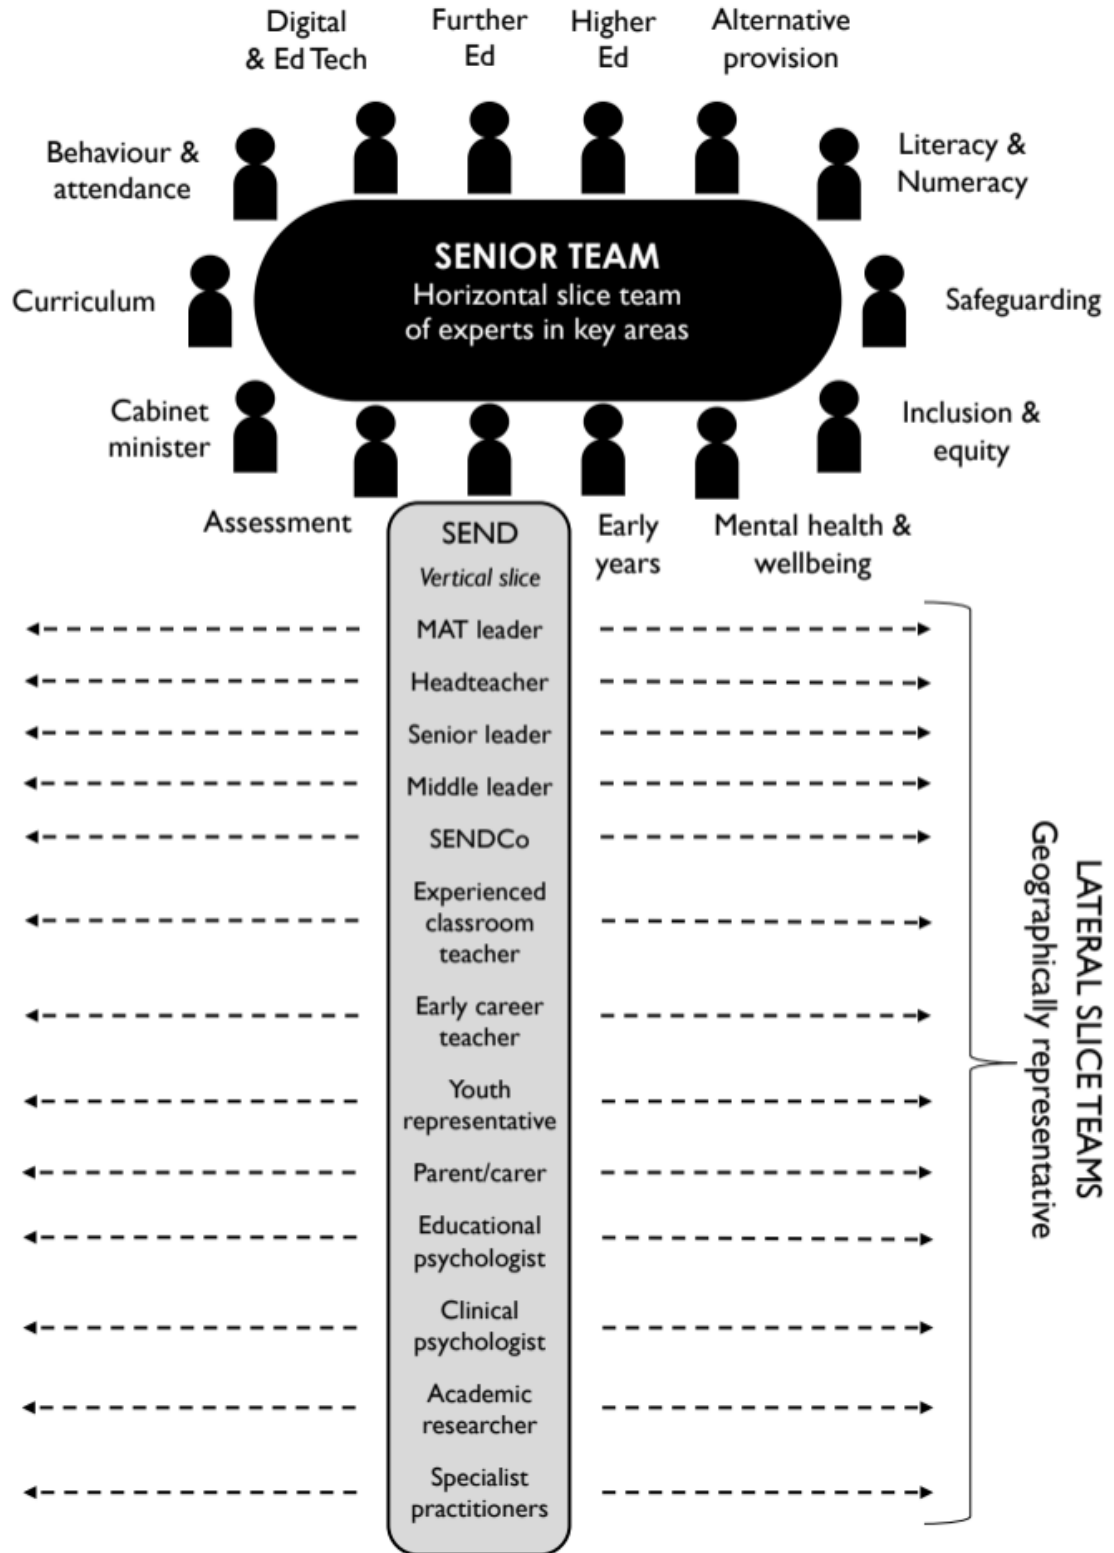 Digital
& Ed Tech
Further
Ed
Higher
Ed
Alternative
provision
Behaviour &
attendance
Literacy &
Numeracy
SENIOR TEAM
Horizontal slice team
of experts in key areas
Curriculum
Safeguarding
Cabinet
minister
Inclusion &
equity
Assessment
SEND
Early
years
Mental health &
wellbeing
Vertical slice
MAT leader
Headteacher
Senior leader
Middle leader
SENDCo
Experienced
classroom
teacher
Early career
teacher
Youth
representative
Parent/carer
Educational
psychologist
Clinical
psychologist
Academic
researcher
Specialist
practitioners
LATERAL SLICE TEAMS
Geographically representative